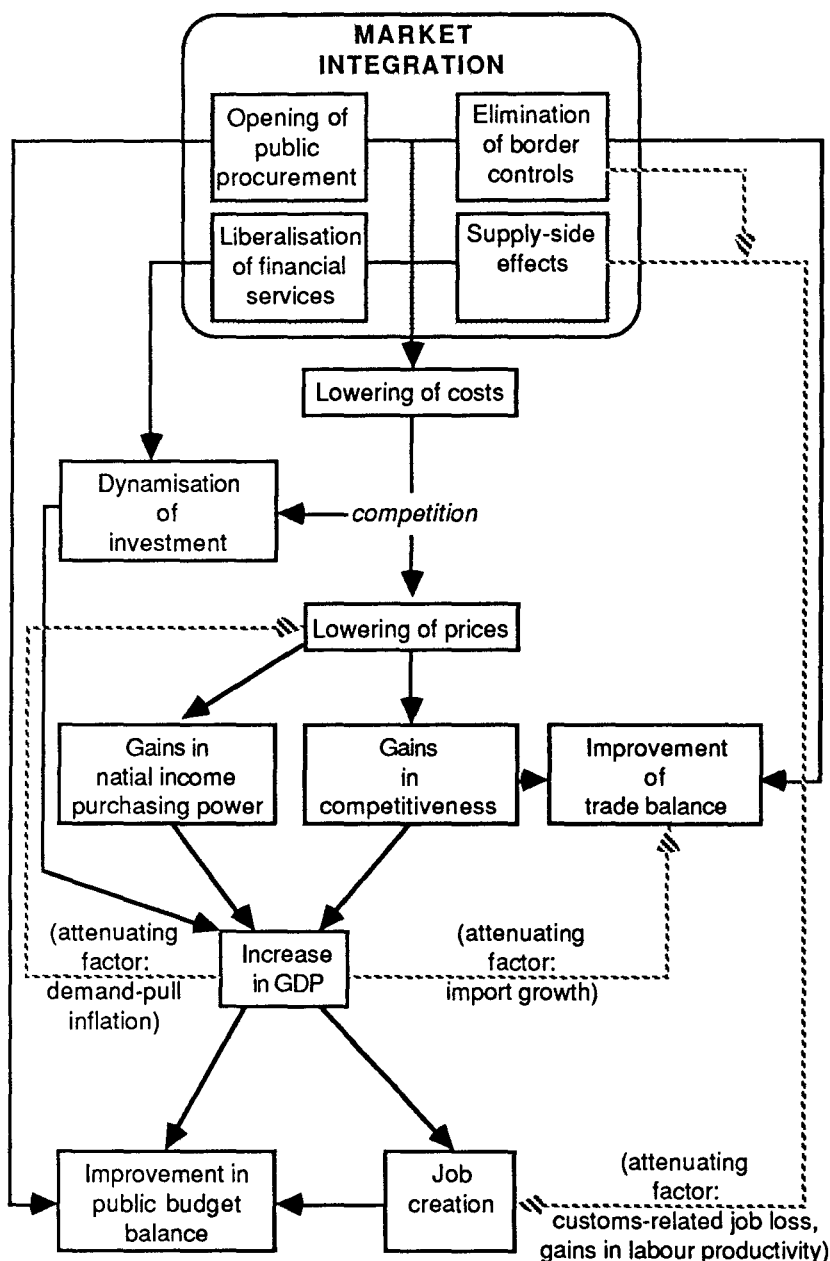 MARKET
INTEGRATION
Opening of
public
procurement
Elimination
of border
controls
Liberalisation
of financial
services
Supply-side
effects
Lowering of costs
Dynamisation
of
investment
competition
Lowering of prices
Gains in
natial income
purchasing power
Gains
in
competitiveness
Improvement
of
trade balance
(attenuating
factor:
demand-pull
inflation)
Increase
in GDP
(attenuating
factor:
import growth)
Improvement in
public budget
balance
Job
creation
(attenuating
factor:
customs-related job loss,
gains in labour productivity)